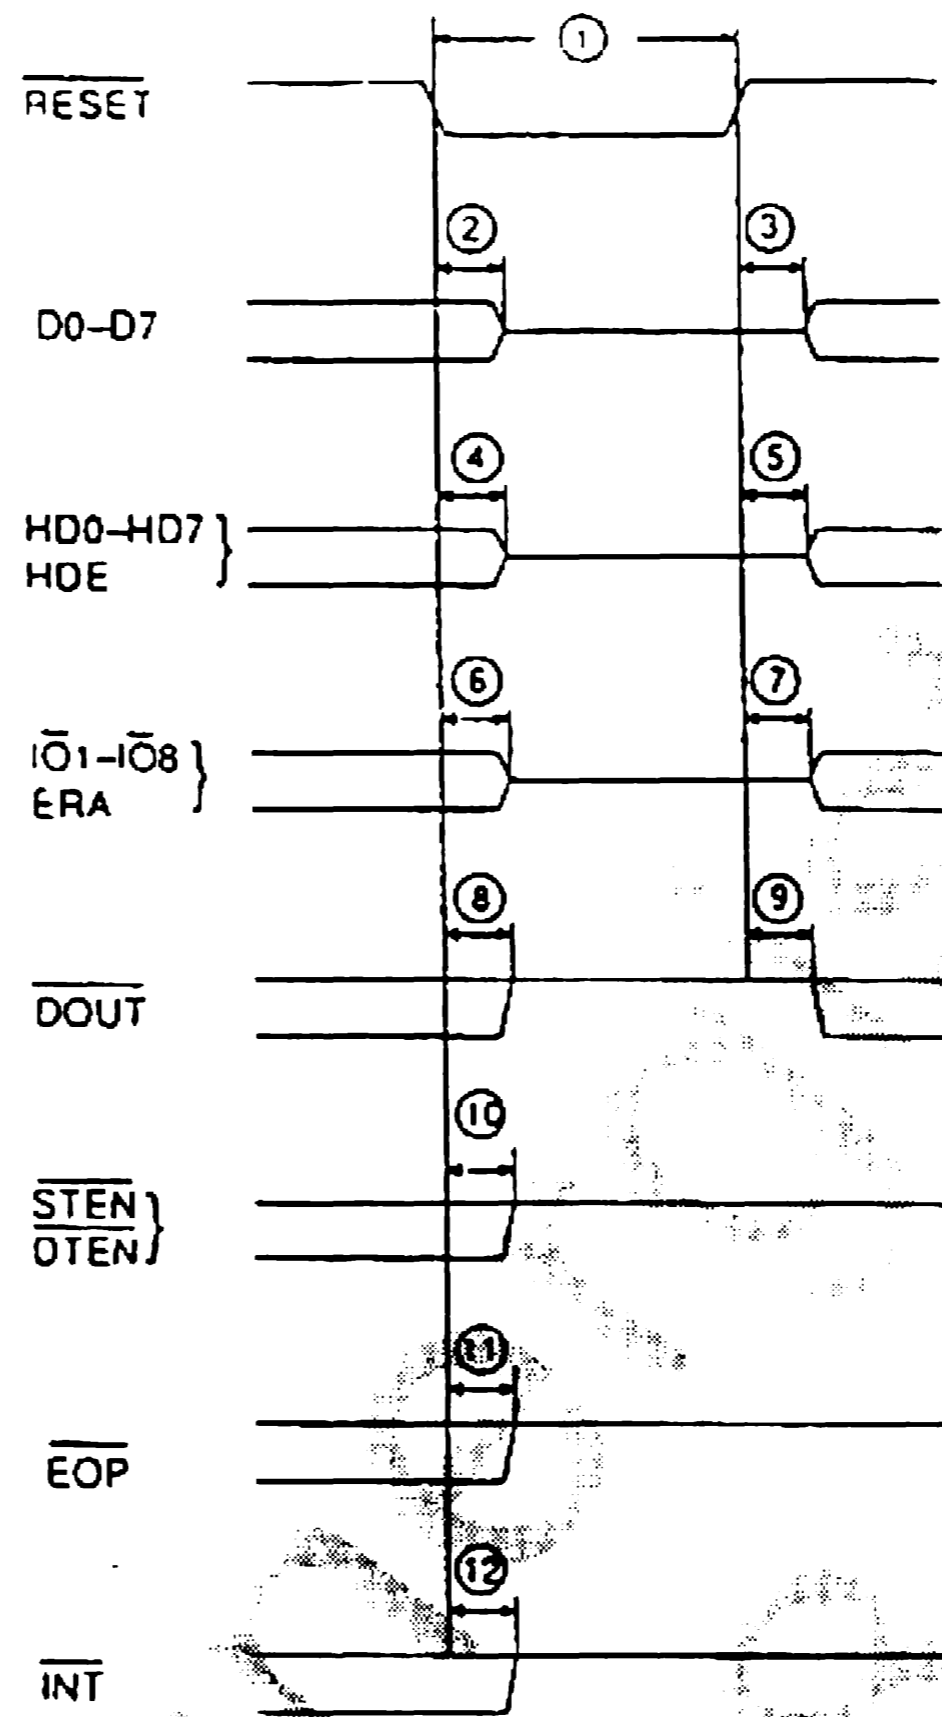 ①
RESET
② ③
D0–D7
④ ⑤
HD0–HD7
HDE
⑥ ⑦
IO1–IO8
ERA
⑧ ⑨
DOUT
⑩
STEN
OTEN
⑪
EOP
⑫
INT